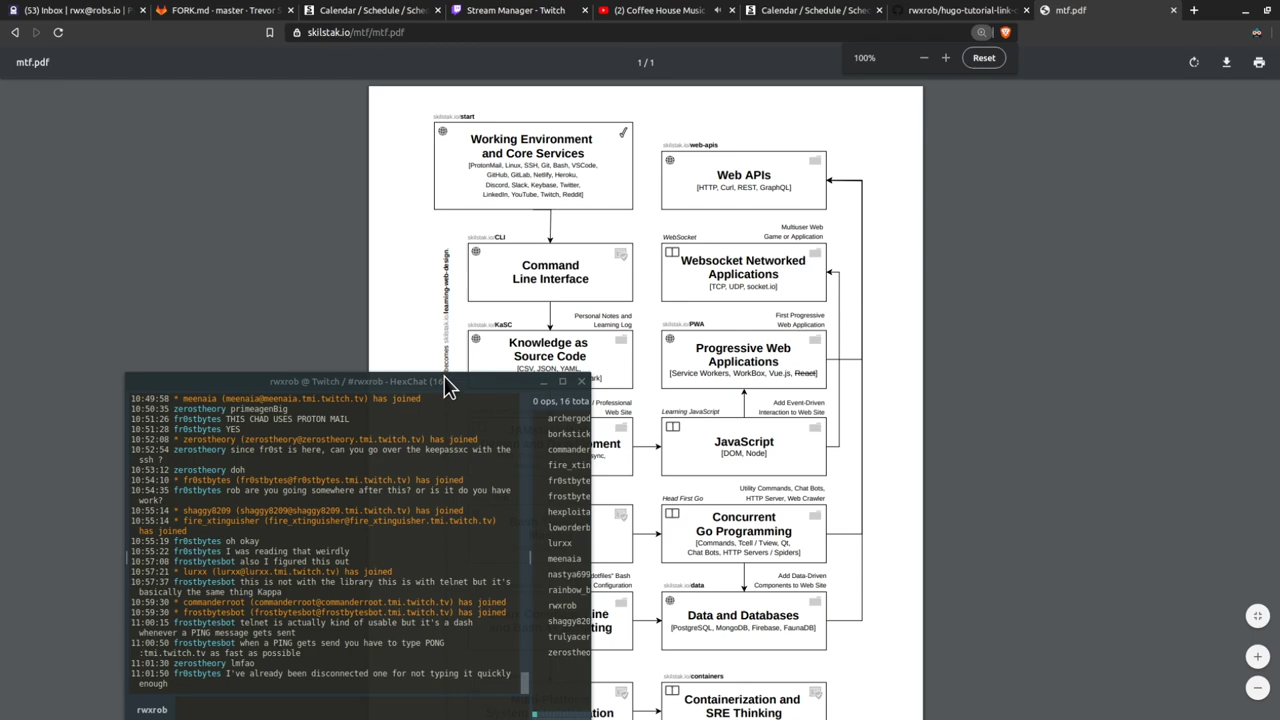 Inbox (17) | rwx@robs.io | P
FORK.md · master · Trevor S
Calendar / Schedule / Sche
Stream Manager - Twitch
(2) Coffee House Music
Calendar / Schedule / Sche
rwxrob/hugo-tutorial-link-c
mtf.pdf
skilstak.io/mtf/mtf.pdf
mtf.pdf
1 / 1
100%
Reset
skilstak.io/start
Working Environment
and Core Services
[ProtonMail, Linux, SSH, Git, Bash, VSCode,
GitHub, GitLab, Netlify, Heroku,
Discord, Slack, Keybase, Twitter,
LinkedIn, YouTube, Twitch, Reddit]
skilstak.io/CLI
Command
Line Interface
becomes skilstak.io/learning-web-design.
skilstak.io/KaSC
Personal Notes and
Learning Log
Knowledge as
Source Code
[CSV, JSON, YAML,
/ Professional
Web Site
"dotfiles" Bash
Configuration
skilstak.io/web-apis
Web APIs
[HTTP, Curl, REST, GraphQL]
Multiuser Web
Game or Application
WebSocket
Websocket Networked
Applications
[TCP, UDP, socket.io]
First Progressive
Web Application
skilstak.io/PWA
Progressive Web
Applications
[Service Workers, WorkBox, Vue.js, React]
Add Event-Driven
Interaction to Web Site
Learning JavaScript
JavaScript
[DOM, Node]
Utility Commands, Chat Bots,
HTTP Server, Web Crawler
Head First Go
Concurrent
Go Programming
[Commands, Tcell / Tview, Qt,
Chat Bots, HTTP Servers / Spiders]
Add Data-Driven
Components to Web Site
skilstak.io/data
Data and Databases
[PostgreSQL, MongoDB, Firebase, FaunaDB]
skilstak.io/containers
Containerization and
SRE Thinking
rwxrob @ Twitch / #rwxrob - HexChat (16
0 ops, 16 tota
10:49:58 * meenaia (meenaia@meenaia.tmi.twitch.tv) has joined
10:50:35 zerostheory primeagenBig
10:51:26 fr0stbytes THIS CHAD USES PROTON MAIL
10:51:28 fr0stbytes YES
10:52:08 * zerostheory (zerostheory@zerostheory.tmi.twitch.tv) has joined
10:52:54 zerostheory since fr0st is here, can you go over the keepassxc with the
ssh ?
10:53:12 zerostheory doh
10:54:10 * fr0stbytes (fr0stbytes@fr0stbytes.tmi.twitch.tv) has joined
10:54:35 fr0stbytes rob are you going somewhere after this? or is it do you have
work?
10:55:14 * shaggy8209 (shaggy8209@shaggy8209.tmi.twitch.tv) has joined
10:55:14 * fire_xtinguisher (fire_xtinguisher@fire_xtinguisher.tmi.twitch.tv)
has joined
10:55:19 fr0stbytes oh okay
10:55:22 fr0stbytes I was reading that weirdly
10:57:08 frostbytesbot also I figured this out
10:57:21 * lurxx (lurxx@lurxx.tmi.twitch.tv) has joined
10:57:37 frostbytesbot this is not with the library this is with telnet but it's
basically the same thing Kappa
10:59:30 * commanderroot (commanderroot@commanderroot.tmi.twitch.tv) has joined
10:59:30 * frostbytesbot (frostbytesbot@frostbytesbot.tmi.twitch.tv) has joined
11:00:15 frostbytesbot telnet is actually kind of usable but it's a dash
whenever a PING message gets sent
11:00:50 frostbytesbot when a PING gets send you have to type PONG
:tmi.twitch.tv as fast as possible
11:01:30 zerostheory lmfao
11:01:50 fr0stbytes I've already been disconnected one for not typing it quickly
enough
archergod
borkstick
commander
fire_xtin
fr0stbyte
frostbyte
hexploita
loworderb
lurxx
meenaia
nastya699
rainbow_b
rwxrob
shaggy820
trulyacer
zerostheo
rwxrob